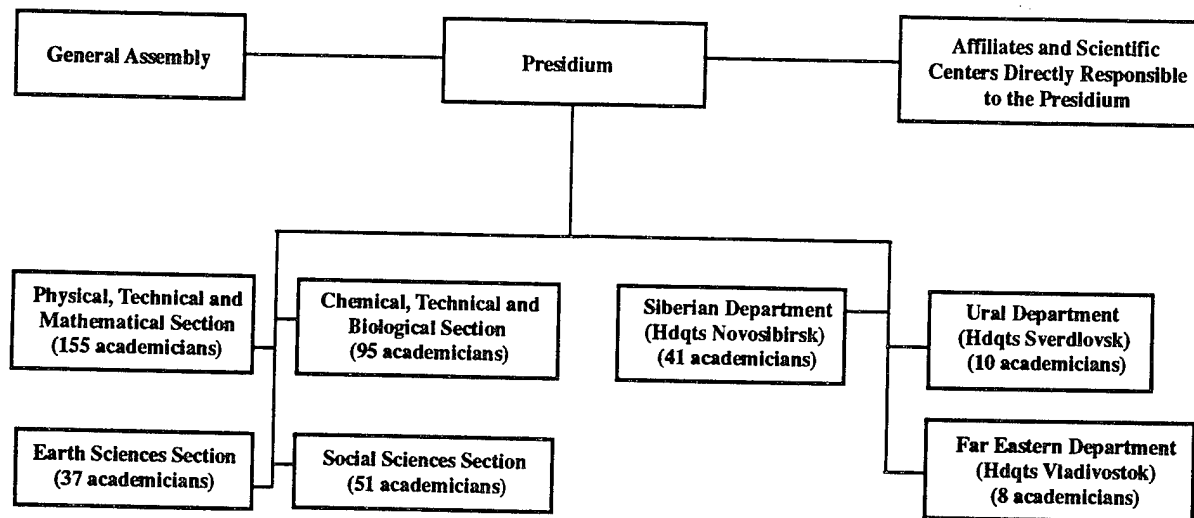 General Assembly
Presidium
Affiliates and Scientific
Centers Directly Responsible
to the Presidium
Physical, Technical and
Mathematical Section
(155 academicians)
Chemical, Technical and
Biological Section
(95 academicians)
Siberian Department
(Hdqts Novosibirsk)
(41 academicians)
Ural Department
(Hdqts Sverdlovsk)
(10 academicians)
Earth Sciences Section
(37 academicians)
Social Sciences Section
(51 academicians)
Far Eastern Department
(Hdqts Vladivostok)
(8 academicians)